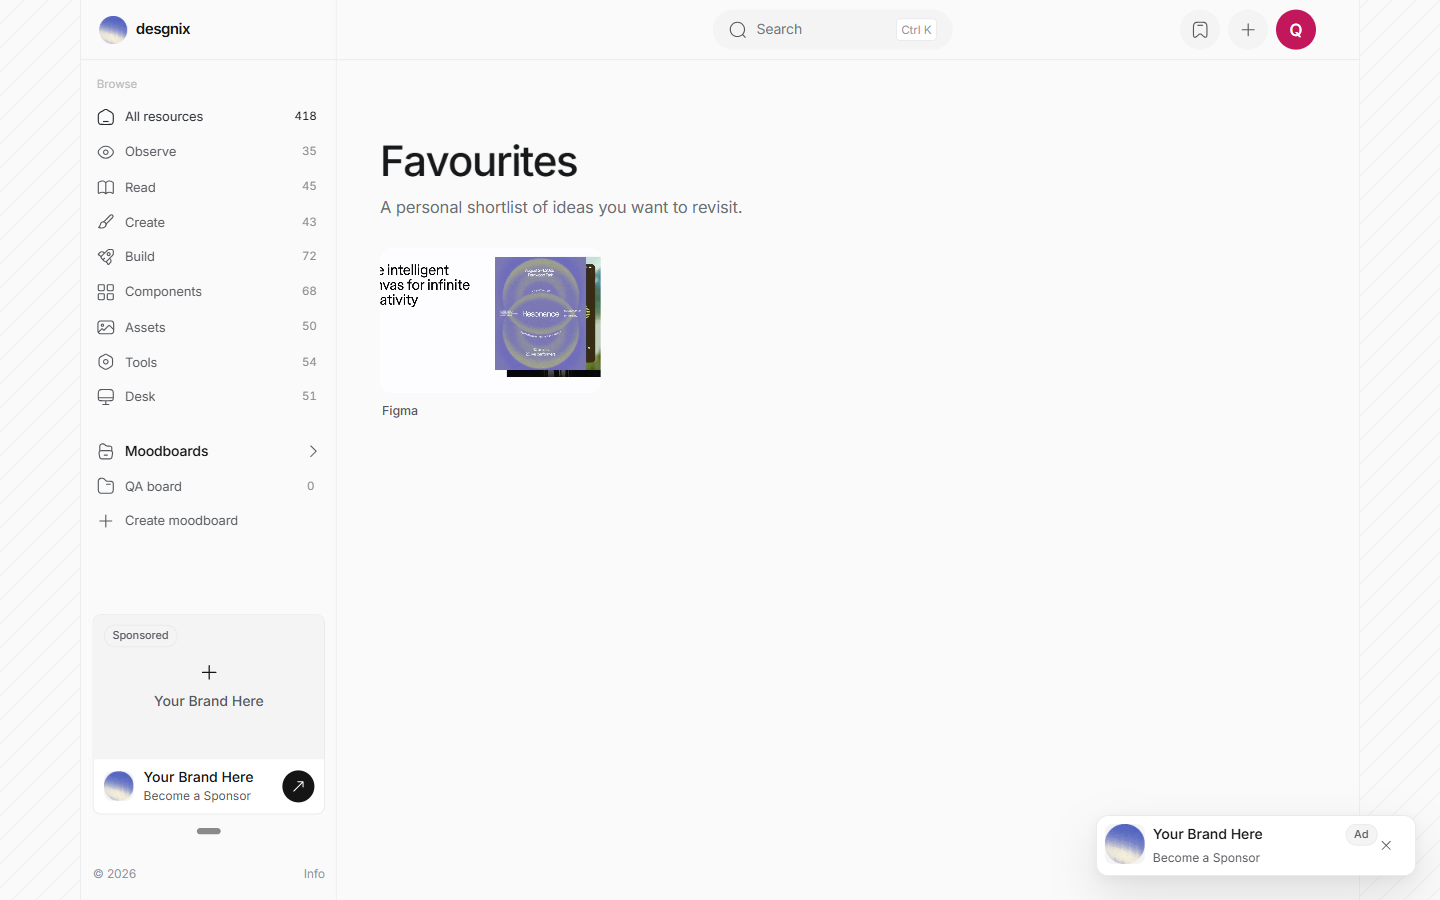 desgnix
Search
Ctrl K
Q
Browse
All resources 418
Observe 35
Read 45
Create 43
Build 72
Components 68
Assets 50
Tools 54
Desk 51
Moodboards
QA board 0
Create moodboard
Sponsored
Your Brand Here
Your Brand Here
Become a Sponsor
© 2026 Info
Favourites
A personal shortlist of ideas you want to revisit.
e intelligent
nvas for infinite
ativity
Resonance
Figma
Your Brand Here
Become a Sponsor
Ad